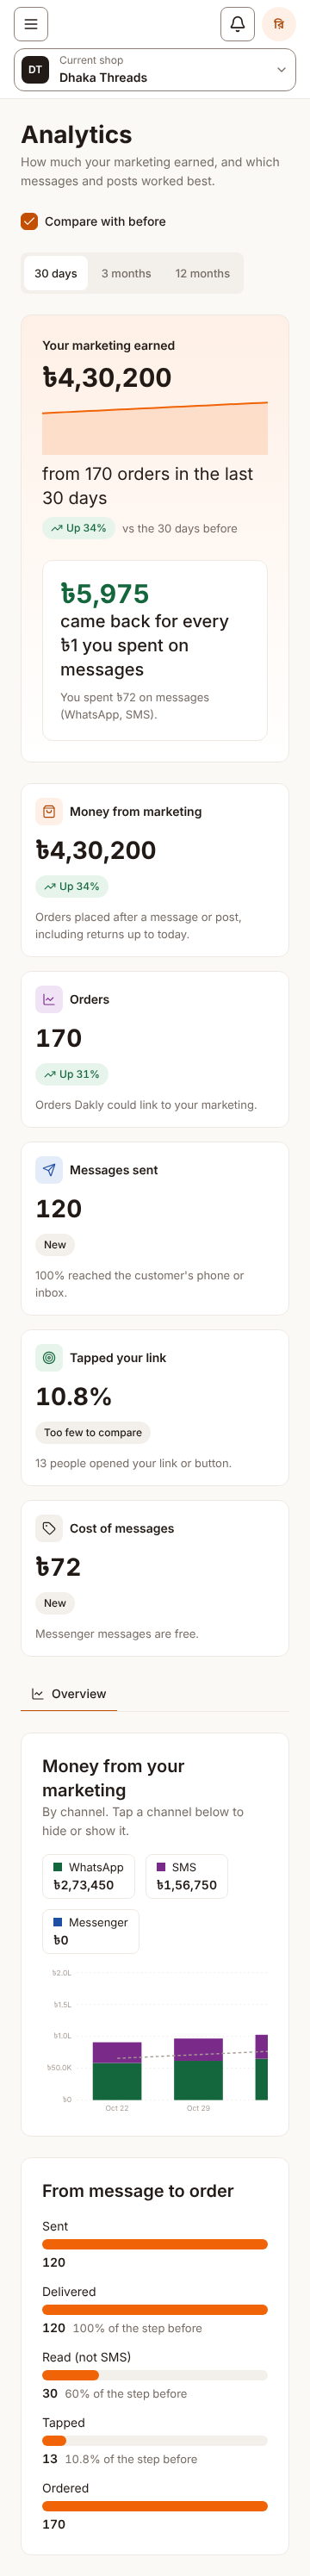 রি
DT
Current shop
Dhaka Threads
Analytics
How much your marketing earned, and which
messages and posts worked best.
Compare with before
30 days
3 months
12 months
Your marketing earned
৳4,30,200
from 170 orders in the last
30 days
Up 34%
vs the 30 days before
৳5,975
came back for every
৳1 you spent on
messages
You spent ৳72 on messages
(WhatsApp, SMS).
Money from marketing
৳4,30,200
Up 34%
Orders placed after a message or post,
including returns up to today.
Orders
170
Up 31%
Orders Dakly could link to your marketing.
Messages sent
120
New
100% reached the customer's phone or
inbox.
Tapped your link
10.8%
Too few to compare
13 people opened your link or button.
Cost of messages
৳72
New
Messenger messages are free.
Overview
Money from your
marketing
By channel. Tap a channel below to
hide or show it.
WhatsApp
৳2,73,450
SMS
৳1,56,750
Messenger
৳0
৳2.0L
৳1.5L
৳1.0L
৳50.0K
৳0
Oct 22
Oct 29
From message to order
Sent
120
Delivered
120 100% of the step before
Read (not SMS)
30 60% of the step before
Tapped
13 10.8% of the step before
Ordered
170